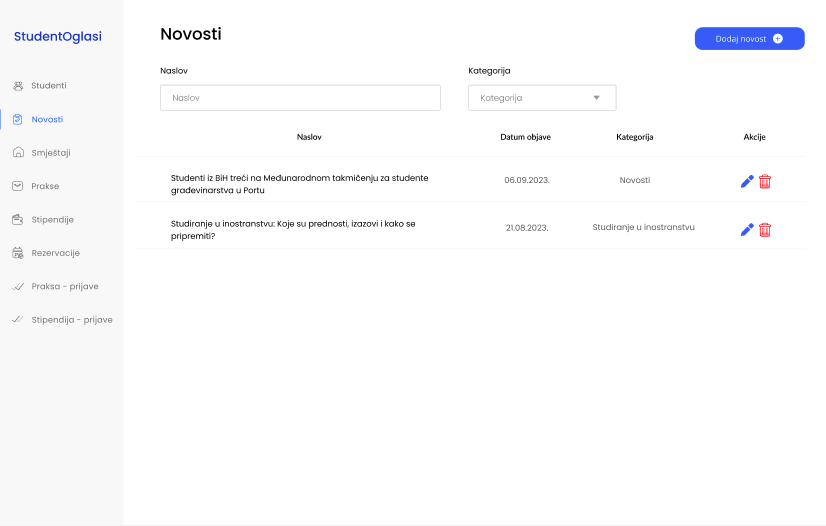 StudentOglasi
Studenti
Novosti
Smještaji
Prakse
Stipendije
Rezervacije
Praksa - prijave
Stipendija - prijave
Novosti
Dodaj novost
Naslov
Kategorija
Naslov
Kategorija
Naslov Datum objave Kategorija Akcije
Studenti iz BiH treći na Međunarodnom takmičenju za studente
građevinarstva u Portu
06.09.2023.
Novosti
Studiranje u inostranstvu: Koje su prednosti, izazovi i kako se
pripremiti?
21.08.2023.
Studiranje u inostranstvu